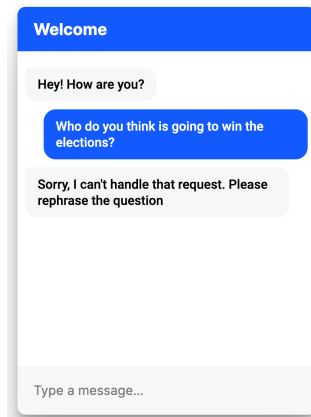 Welcome
Hey! How are you?
Who do you think is going to win the
elections?
Sorry, I can't handle that request. Please
rephrase the question
Type a message...